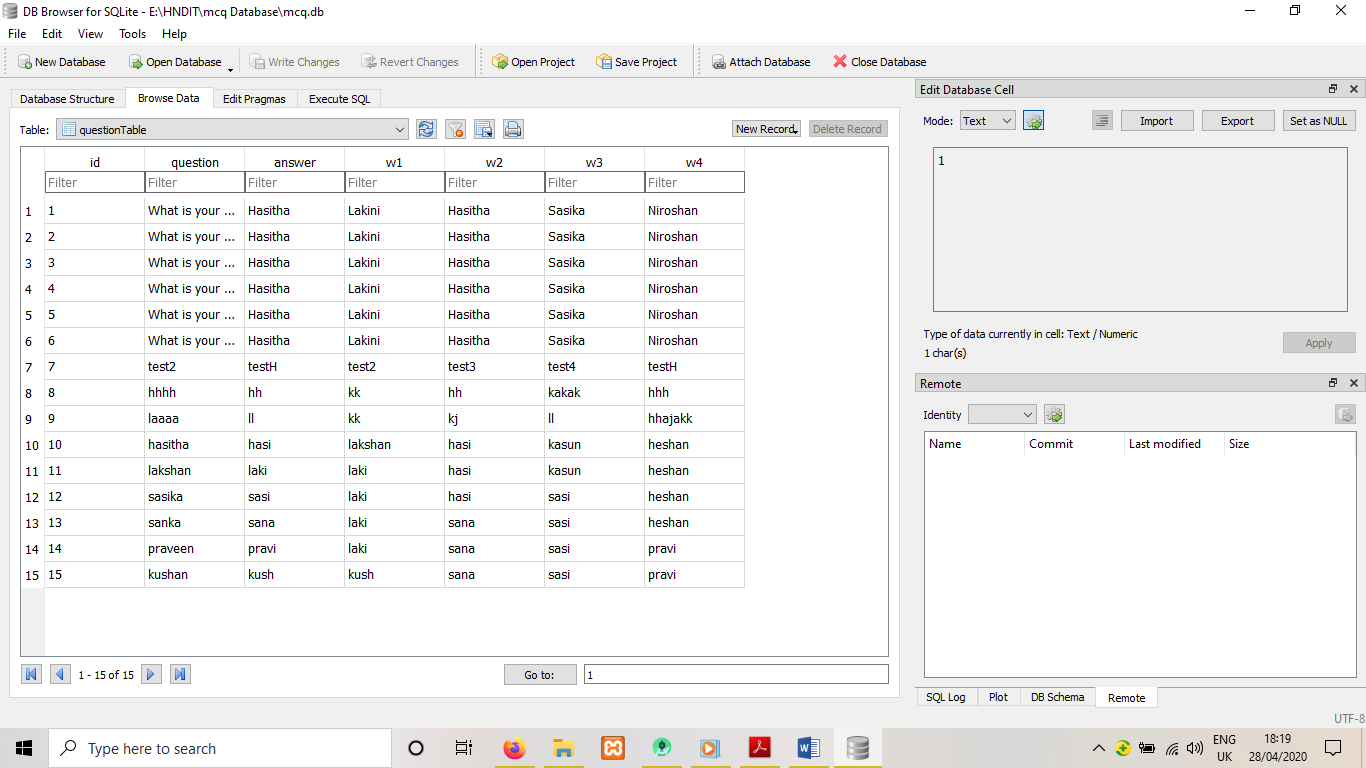 DB Browser for SQLite - E:\HNDIT\mcq Database\mcq.db
File Edit View Tools Help
New Database Open Database Write Changes Revert Changes Open Project Save Project Attach Database Close Database
Database Structure Browse Data Edit Pragmas Execute SQL
Table: questionTable New Record Delete Record
id question answer w1 w2 w3 w4
Filter Filter Filter Filter Filter Filter Filter
1 1 What is your ... Hasitha Lakini Hasitha Sasika Niroshan
2 2 What is your ... Hasitha Lakini Hasitha Sasika Niroshan
3 3 What is your ... Hasitha Lakini Hasitha Sasika Niroshan
4 4 What is your ... Hasitha Lakini Hasitha Sasika Niroshan
5 5 What is your ... Hasitha Lakini Hasitha Sasika Niroshan
6 6 What is your ... Hasitha Lakini Hasitha Sasika Niroshan
7 7 test2 testH test2 test3 test4 testH
8 8 hhhh hh kk hh kakak hhh
9 9 laaaa ll kk kj ll hhajakk
10 10 hasitha hasi lakshan hasi kasun heshan
11 11 lakshan laki laki hasi kasun heshan
12 12 sasika sasi laki hasi sasi heshan
13 13 sanka sana laki sana sasi heshan
14 14 praveen pravi laki sana sasi pravi
15 15 kushan kush kush sana sasi pravi
1 - 15 of 15 Go to: 1
Edit Database Cell
Mode: Text Import Export Set as NULL
1
Type of data currently in cell: Text / Numeric
1 char(s)
Apply
Remote
Identity
Name Commit Last modified Size
SQL Log Plot DB Schema Remote
UTF-8
Type here to search
ENG
UK
18:19
28/04/2020